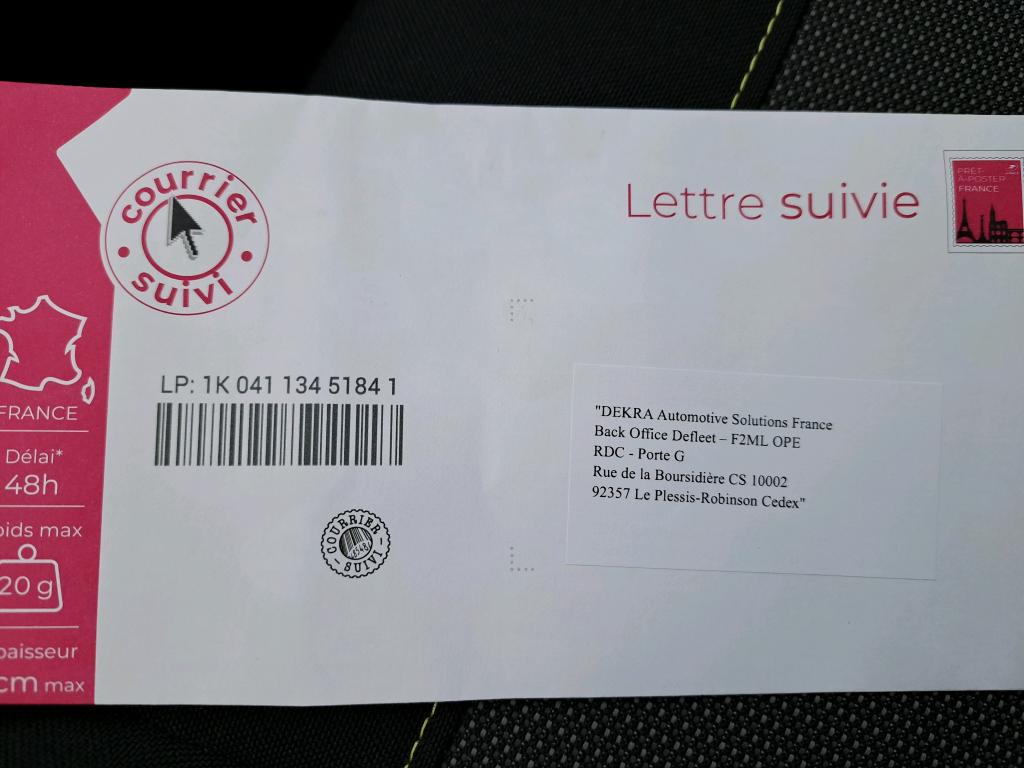 courrier
suivi
Lettre suivie
PRÊT-
À-POSTER
FRANCE
FRANCE
Délai*
48h
oids max
20 g
paisseur
cm max
LP: 1K 041 134 5184 1
COURRIER
SUIVI
"DEKRA Automotive Solutions France
Back Office Defleet – F2ML OPE
RDC - Porte G
Rue de la Boursidière CS 10002
92357 Le Plessis-Robinson Cedex"